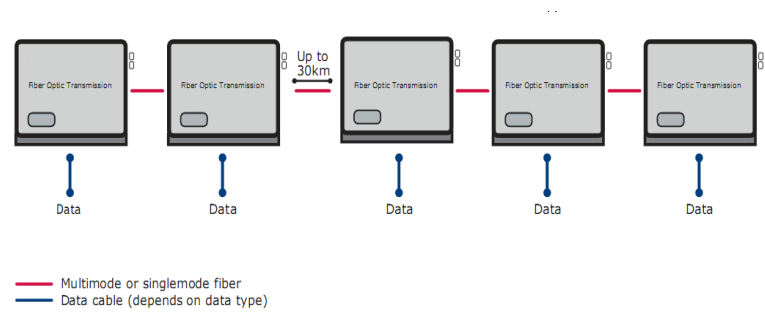 Up to
30km
Fiber Optic Transmission
Fiber Optic Transmission
Fiber Optic Transmission
Fiber Optic Transmission
Fiber Optic Transmission
Data
Data
Data
Data
Data
Multimode or singlemode fiber
Data cable (depends on data type)